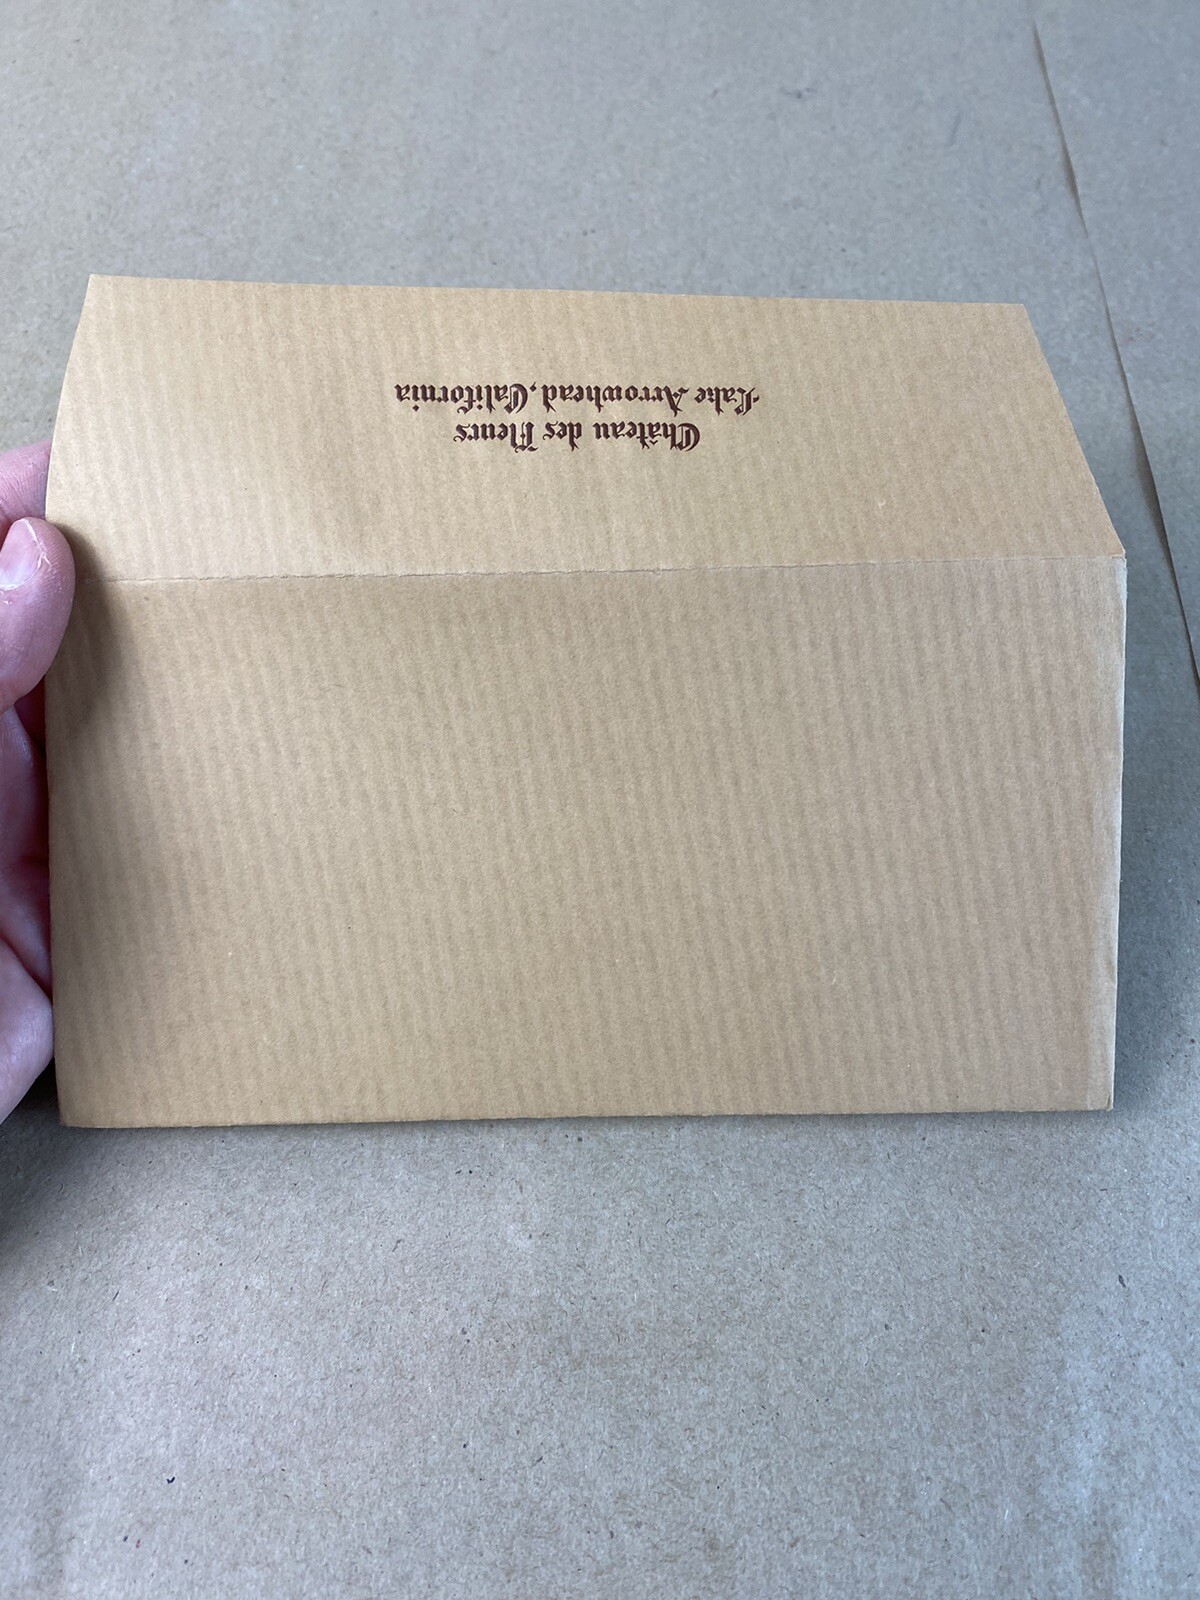 Château des Fleurs
Lake Arrowhead, California